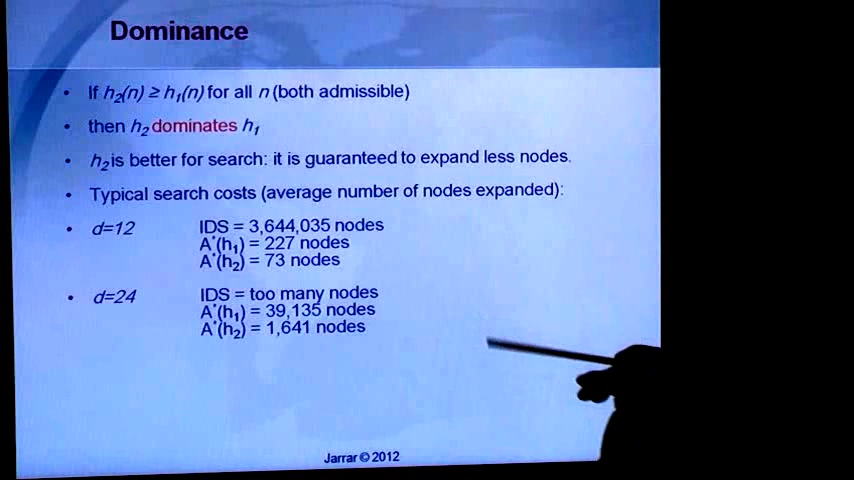 Dominance
• If h₂(n) ≥ h₁(n) for all n (both admissible)
• then h₂ dominates h₁
• h₂ is better for search: it is guaranteed to expand less nodes.
• Typical search costs (average number of nodes expanded):
• d=12 IDS = 3,644,035 nodes
A*(h₁) = 227 nodes
A*(h₂) = 73 nodes
• d=24 IDS = too many nodes
A*(h₁) = 39,135 nodes
A*(h₂) = 1,641 nodes
Jarrar © 2012